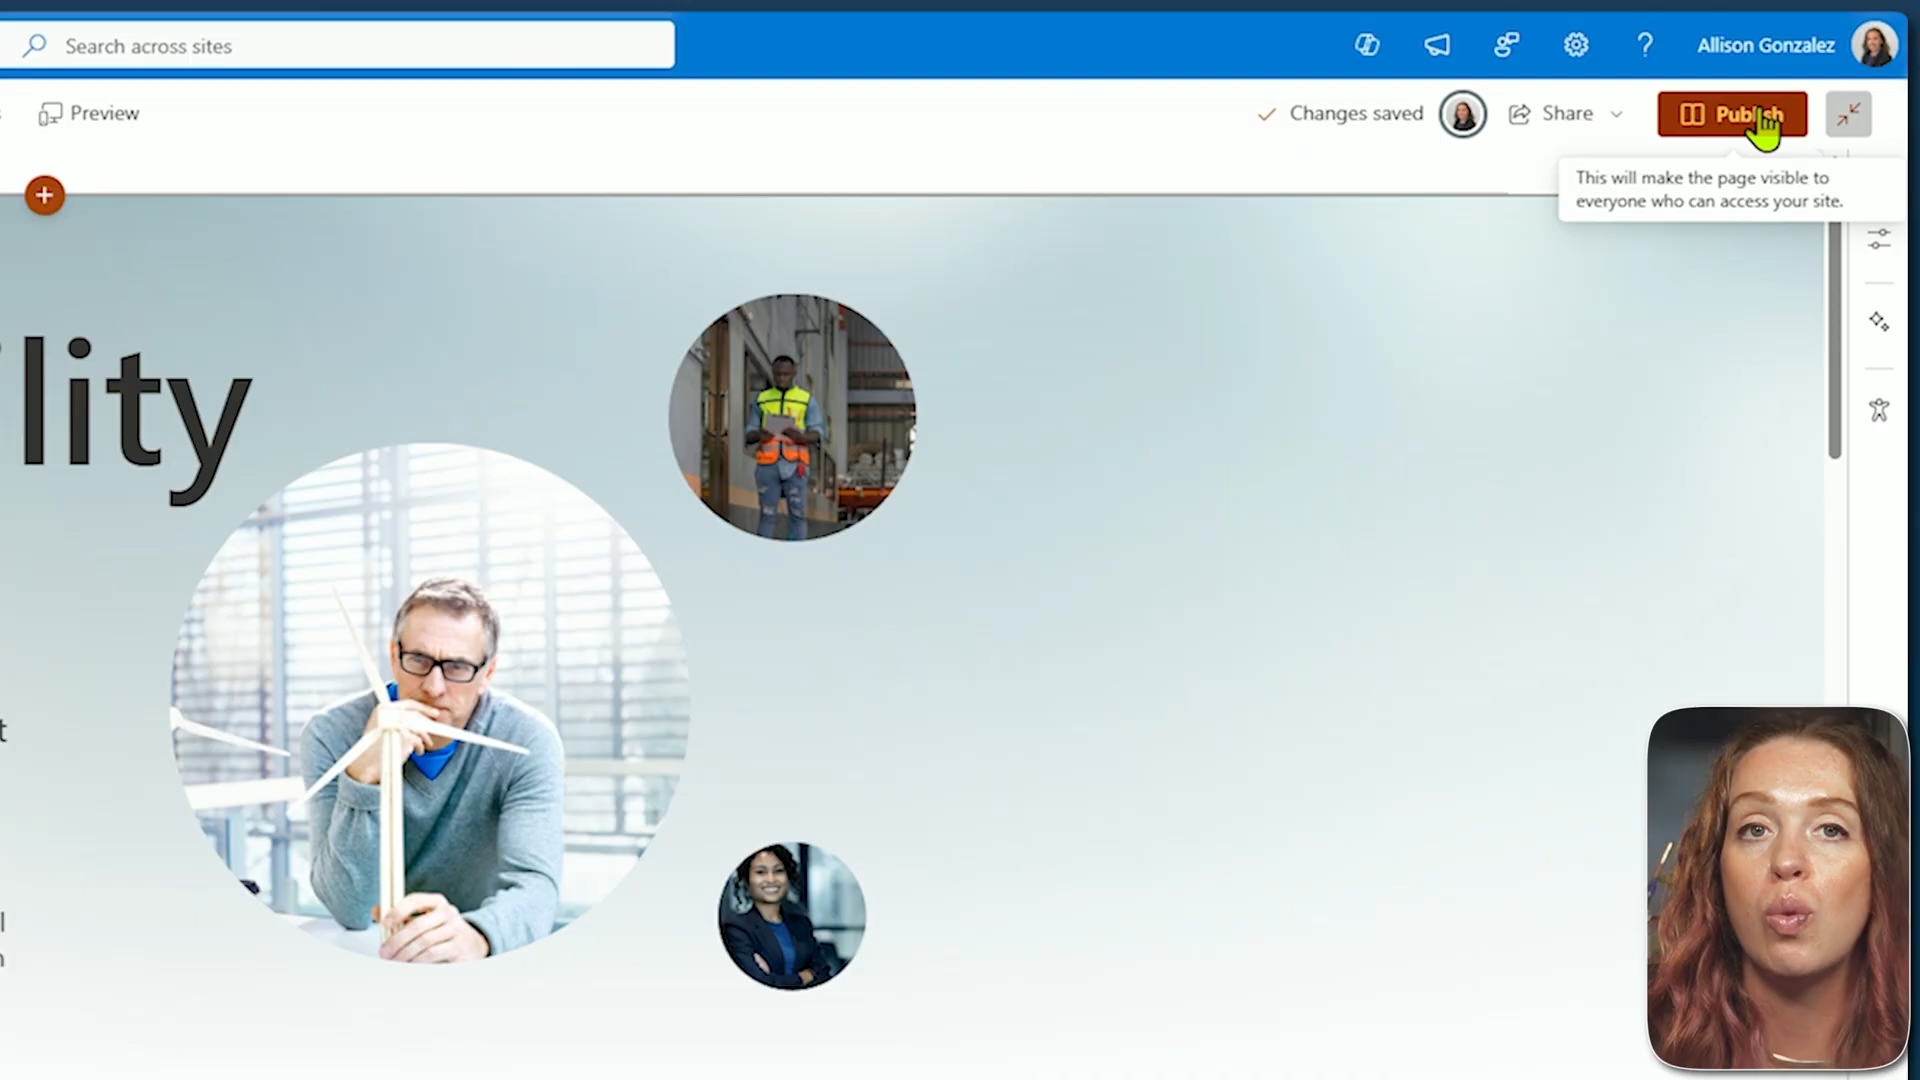 Search across sites
?
Allison Gonzalez
Preview
Changes saved
Share
Publish
This will make the page visible to
everyone who can access your site.
lity
t
l
n